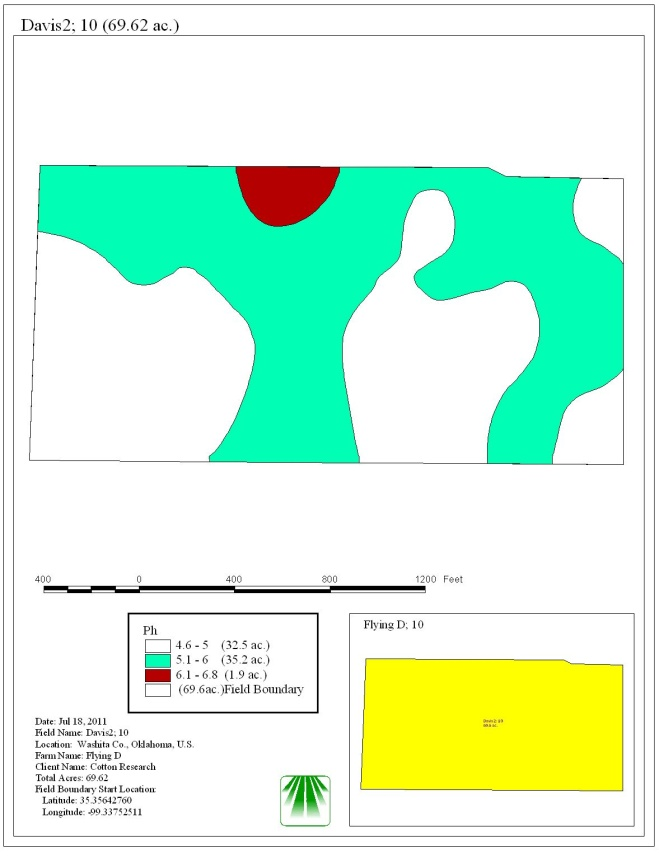 Davis2; 10 (69.62 ac.)
400 0 400 800 1200 Feet
Ph
4.6 - 5 (32.5 ac.)
5.1 - 6 (35.2 ac.)
6.1 - 6.8 (1.9 ac.)
(69.6ac.)Field Boundary
Flying D; 10
Date: Jul 18, 2011
Field Name: Davis2; 10
Location: Washita Co., Oklahoma, U.S.
Farm Name: Flying D
Client Name: Cotton Research
Total Acres: 69.62
Field Boundary Start Location:
Latitude: 35.35642760
Longitude: -99.33752511